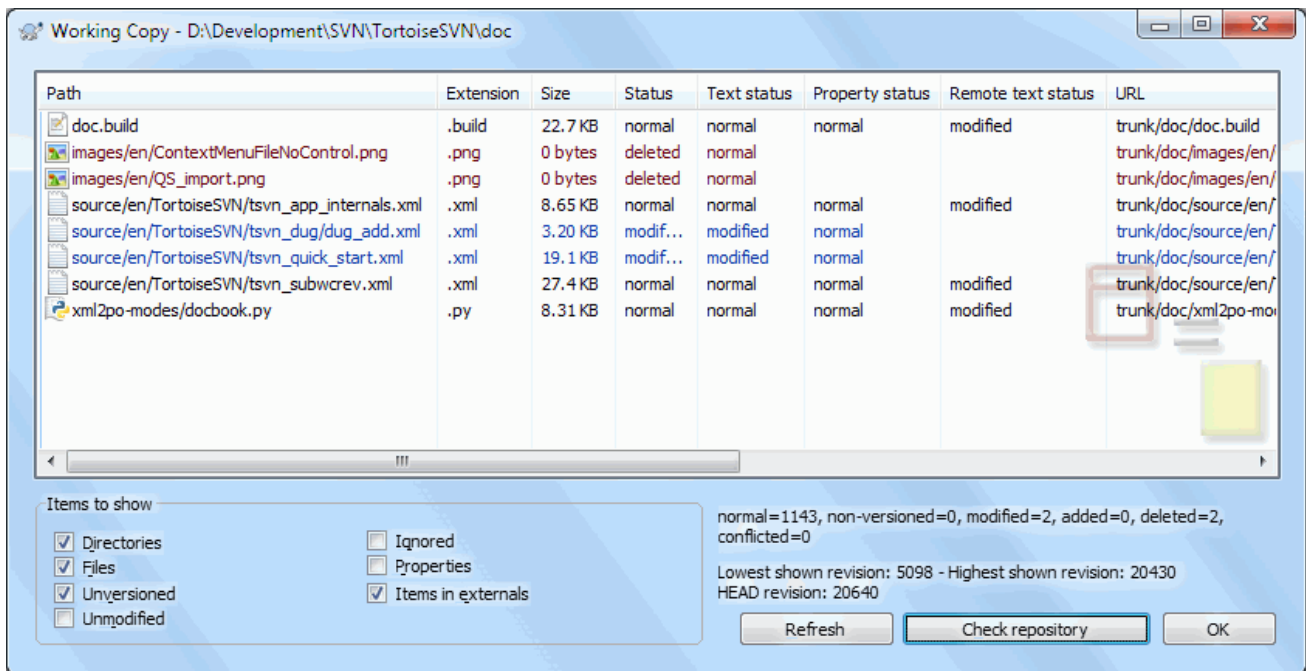 Working Copy - D:\Development\SVN\TortoiseSVN\doc
Path Extension Size Status Text status Property status Remote text status URL
doc.build .build 22.7 KB normal normal normal modified trunk/doc/doc.build
images/en/ContextMenuFileNoControl.png .png 0 bytes deleted normal trunk/doc/images/en/
images/en/QS_import.png .png 0 bytes deleted normal trunk/doc/images/en/
source/en/TortoiseSVN/tsvn_app_internals.xml .xml 8.65 KB normal normal normal modified trunk/doc/source/en/
source/en/TortoiseSVN/tsvn_dug/dug_add.xml .xml 3.20 KB modif... modified normal trunk/doc/source/en/
source/en/TortoiseSVN/tsvn_quick_start.xml .xml 19.1 KB modif... modified normal trunk/doc/source/en/
source/en/TortoiseSVN/tsvn_subwcrev.xml .xml 27.4 KB normal normal normal modified trunk/doc/source/en/
xml2po-modes/docbook.py .py 8.31 KB normal normal normal modified trunk/doc/xml2po-mo
Items to show
Directories Ignored
Files Properties
Unversioned Items in externals
Unmodified
normal=1143, non-versioned=0, modified=2, added=0, deleted=2,
conflicted=0
Lowest shown revision: 5098 - Highest shown revision: 20430
HEAD revision: 20640
Refresh Check repository OK